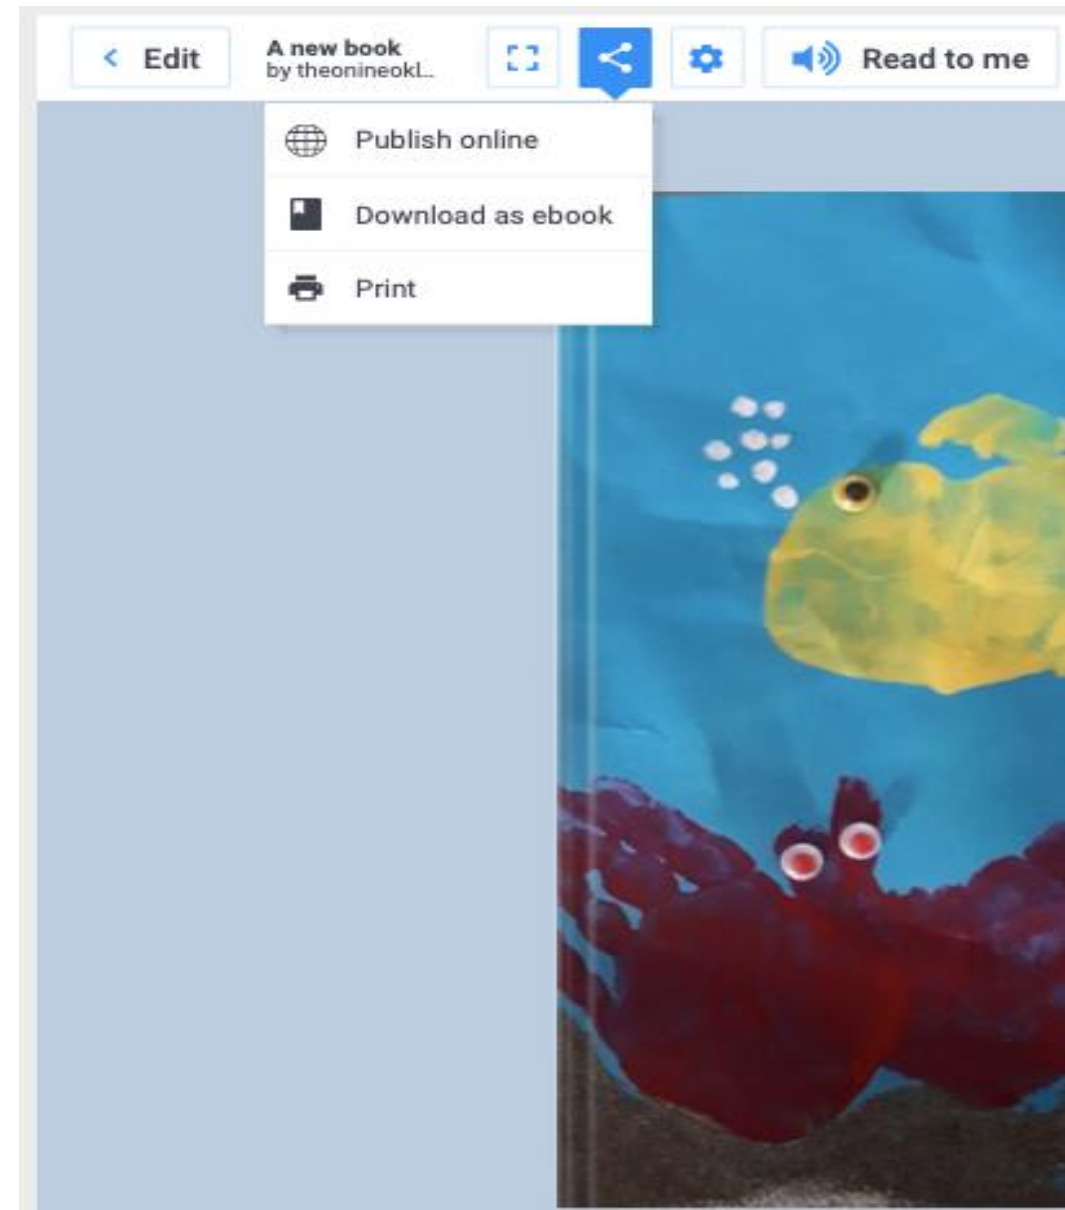 Edit
A new book
by theonineokl...
Read to me
Publish online
Download as ebook
Print